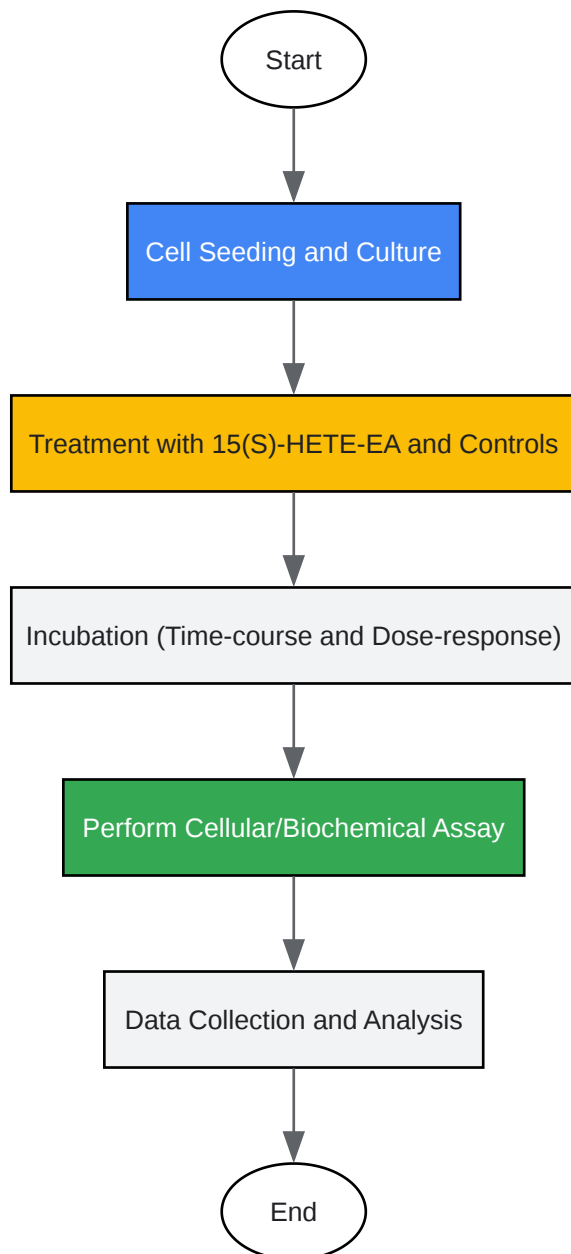 Start
Cell Seeding and Culture
Treatment with 15(S)-HETE-EA and Controls
Incubation (Time-course and Dose-response)
Perform Cellular/Biochemical Assay
Data Collection and Analysis
End